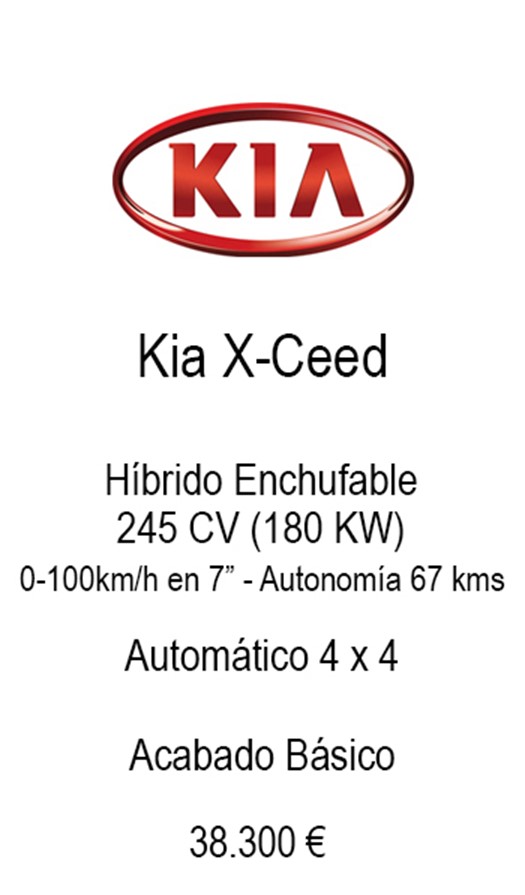 KIA
Kia X-Ceed
Híbrido Enchufable
245 CV (180 KW)
0-100km/h en 7” - Autonomía 67 kms
Automático 4 x 4
Acabado Básico
38.300 €